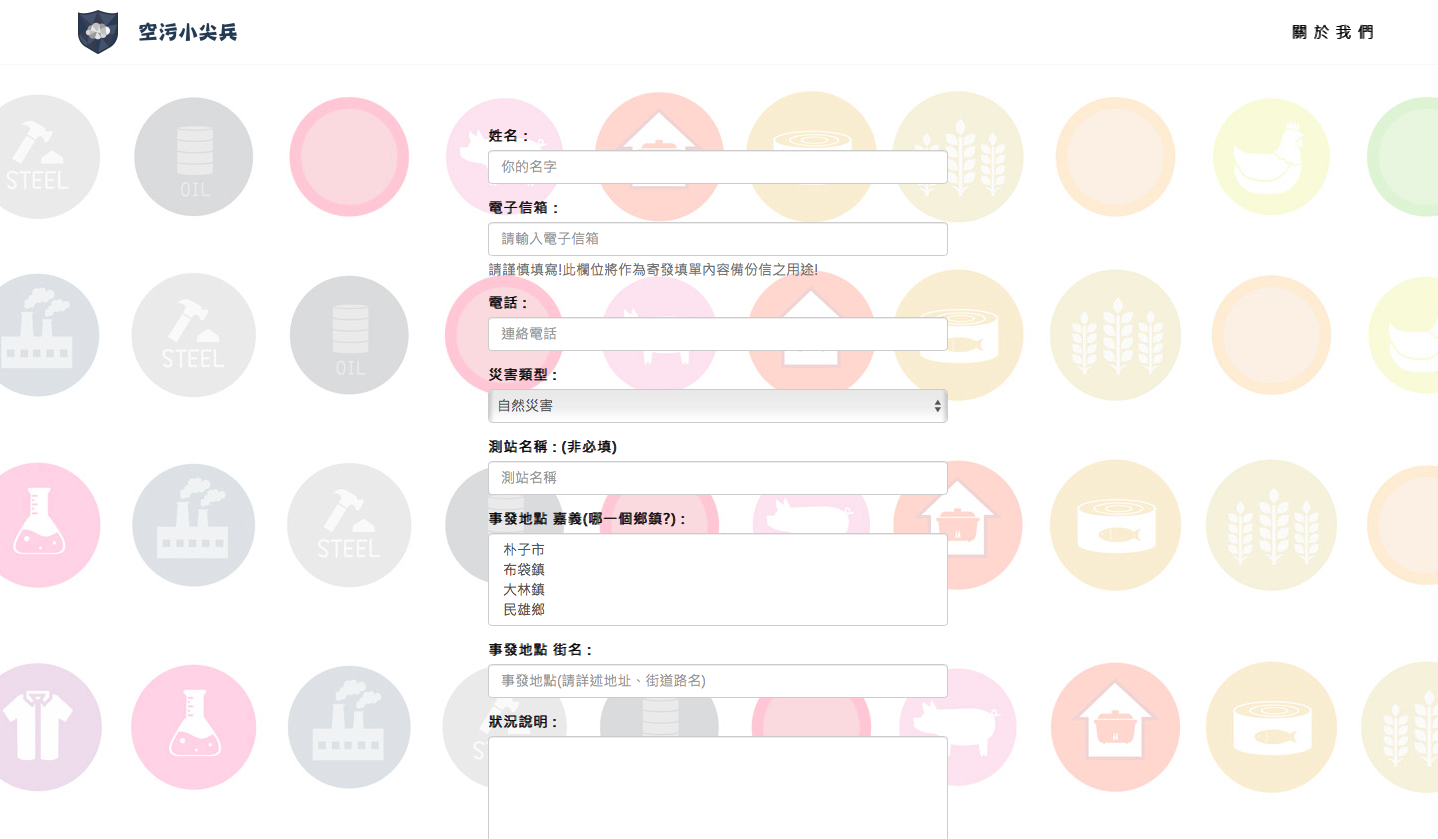 空污小尖兵
關於我們
姓名 :
你的名字
電子信箱 :
請輸入電子信箱
請謹慎填寫!此欄位將作為寄發填單內容備份信之用途!
電話 :
連絡電話
災害類型 :
自然災害
測站名稱 : (非必填)
測站名稱
事發地點 嘉義(哪一個鄉鎮?) :
朴子市
布袋鎮
大林鎮
民雄鄉
事發地點 街名 :
事發地點(請詳述地址、街道路名)
狀況說明 :
STEEL
OIL
STEEL
OIL
STEEL